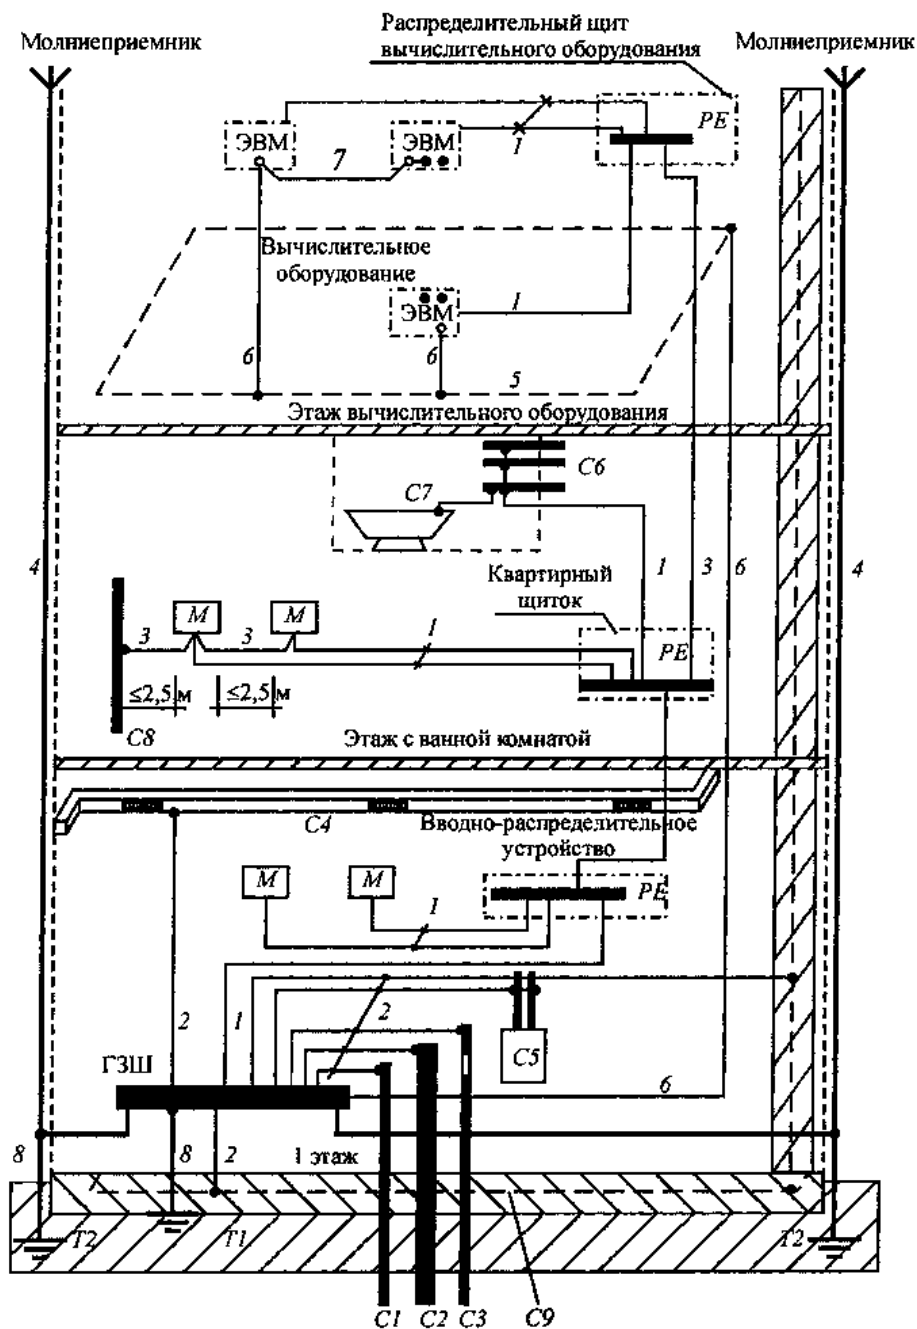 Распределительный щит
вычислительного оборудования
Молниеприемник
Молниеприемник
PE
ЭВМ
ЭВМ
1
7
Вычислительное
оборудование
ЭВМ
1
6
6
5
Этаж вычислительного оборудования
C6
C7
4
1
3
6
4
Квартирный
щиток
М
М
3
3
1
PE
≤2,5 м
≤2,5 м
C8
Этаж с ванной комнатой
C4
Вводно-распределительное
устройство
М
М
1
PE
2
1
2
C5
ГЗШ
6
8
8
2
1 этаж
T2
T1
T2
C1
C2
C3
C9